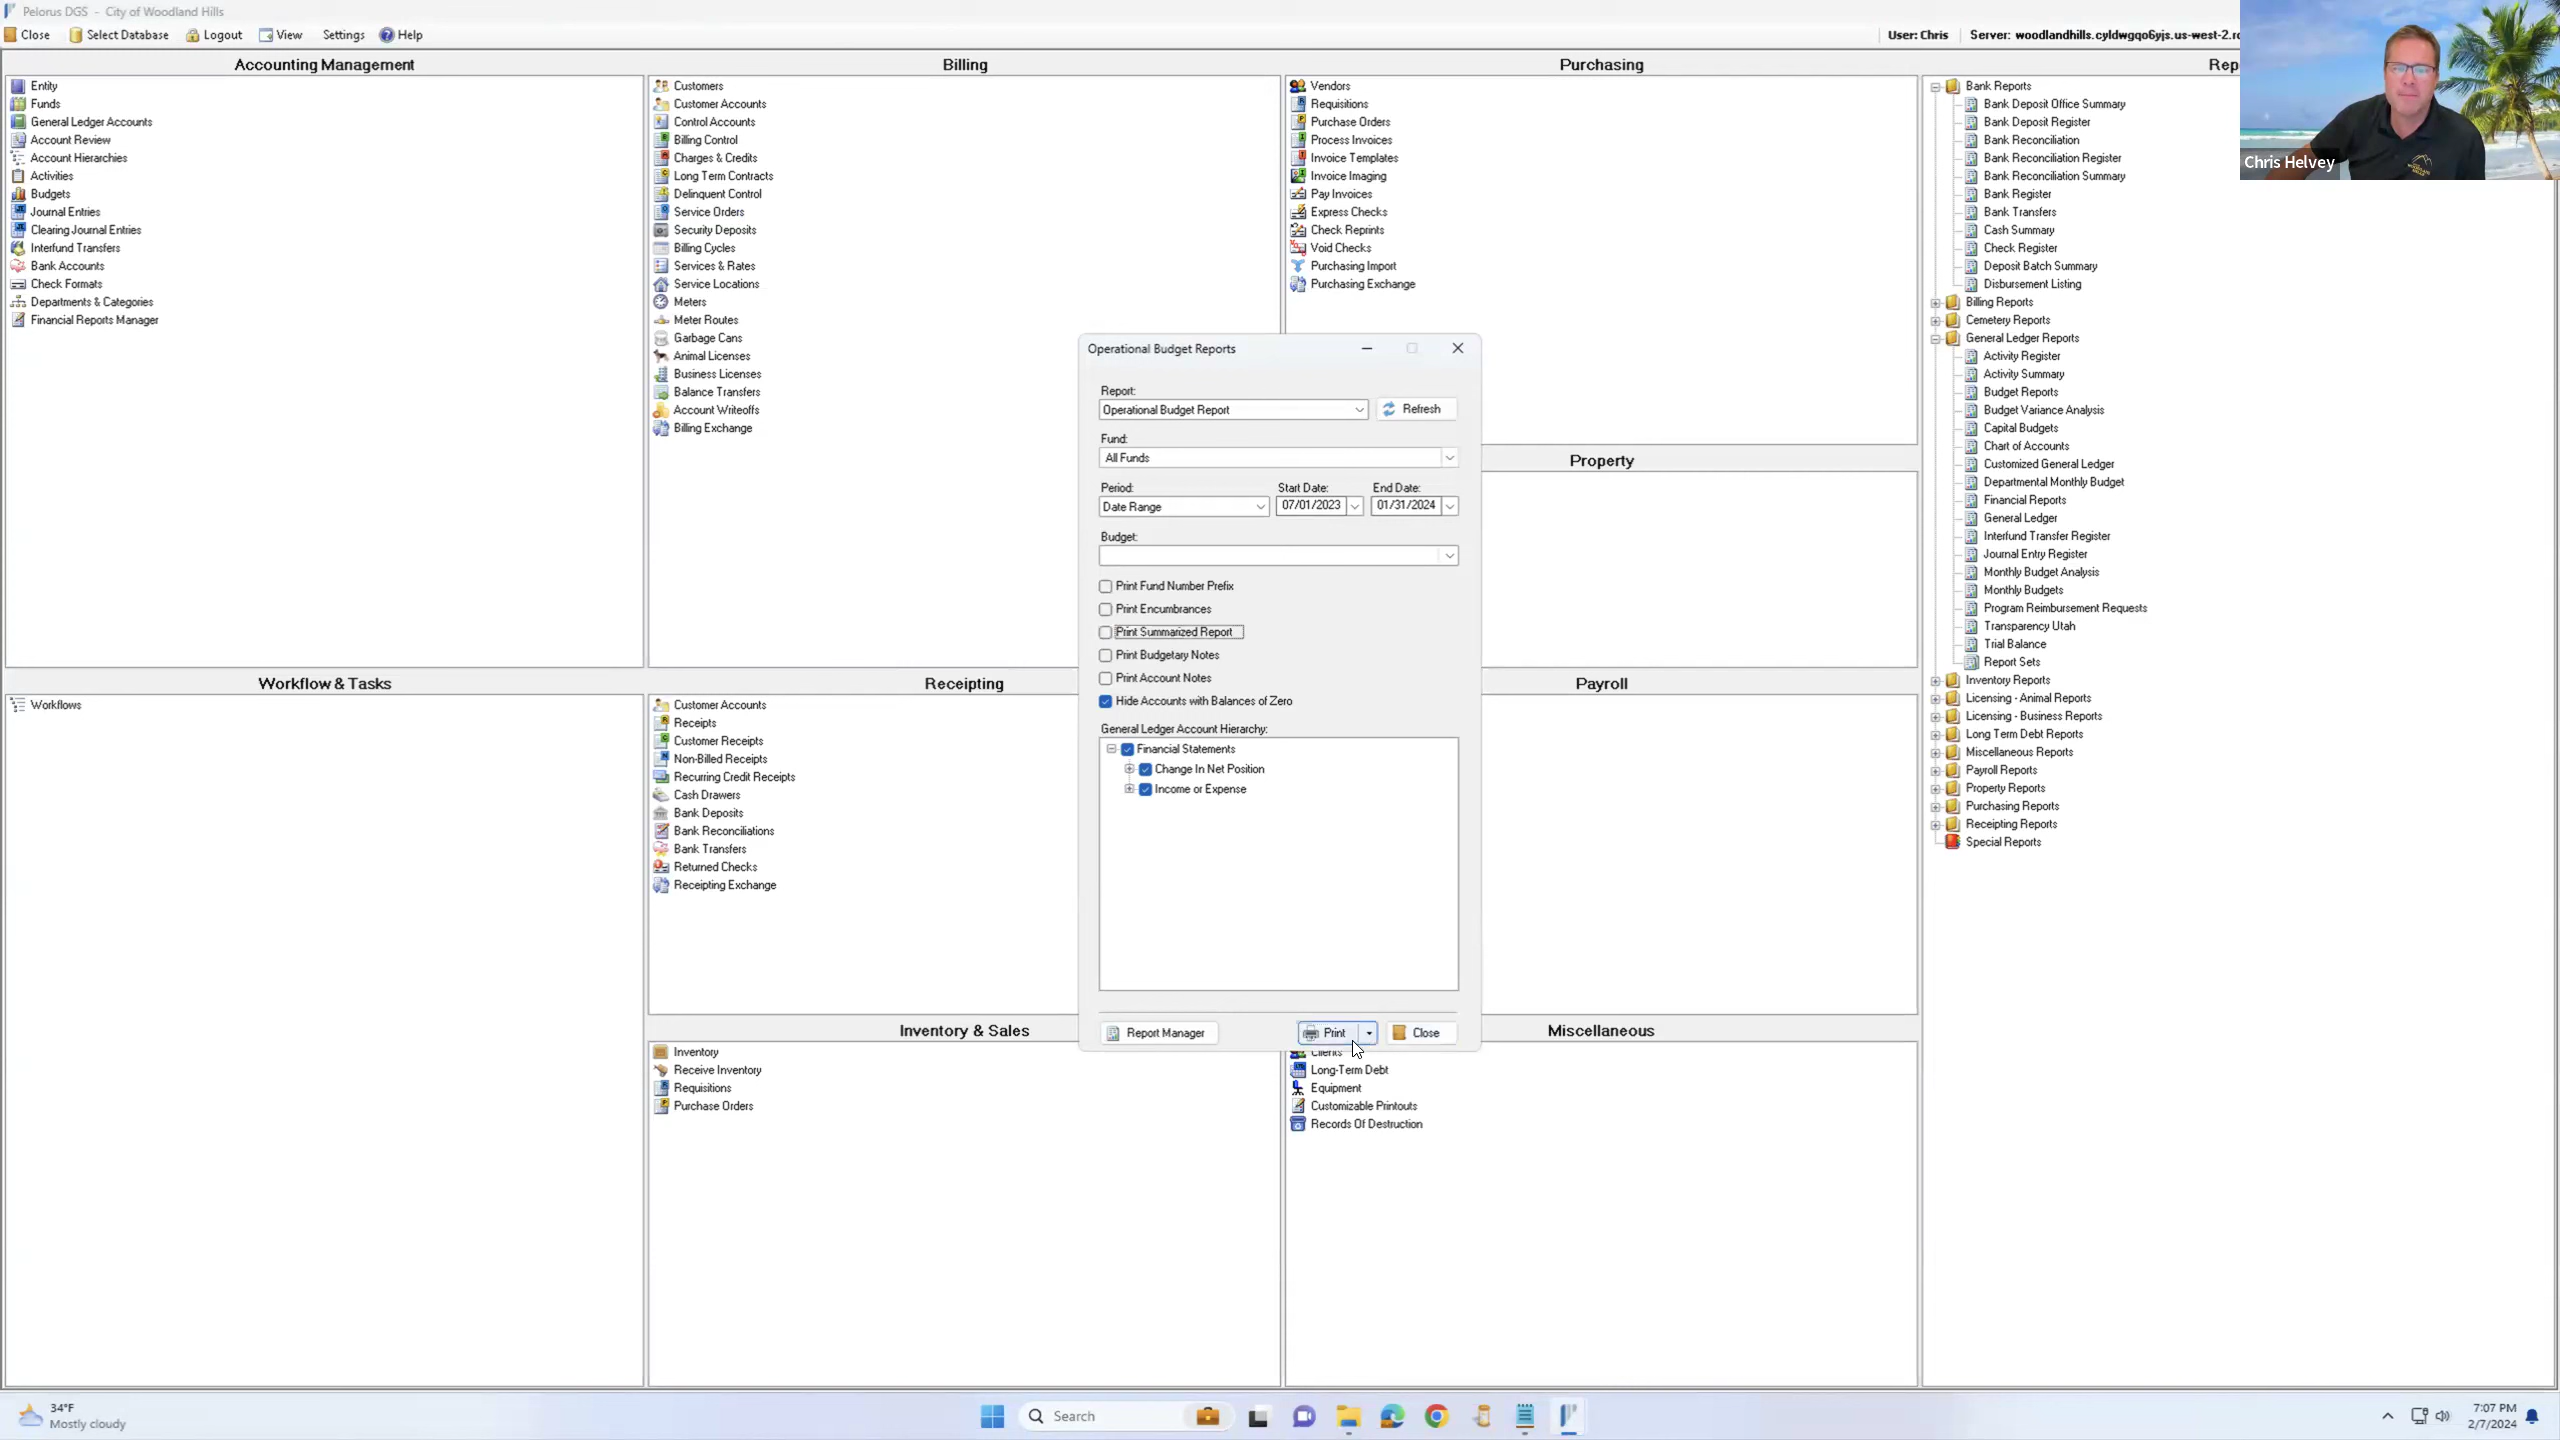 Pelorus DGS - City of Woodland Hills
Close Select Database Logout View Settings Help
User: Chris Server: woodlandhills.cyldwgqo6yjs.us-west-2.rc
Chris Helvey
Accounting Management
Entity
Funds
General Ledger Accounts
Account Review
Account Hierarchies
Activities
Budgets
Journal Entries
Clearing Journal Entries
Interfund Transfers
Bank Accounts
Check Formats
Departments & Categories
Financial Reports Manager
Workflow & Tasks
Workflows
Billing
Customers
Customer Accounts
Control Accounts
Billing Control
Charges & Credits
Long Term Contracts
Delinquent Control
Service Orders
Security Deposits
Billing Cycles
Services & Rates
Service Locations
Meters
Meter Routes
Garbage Cans
Animal Licenses
Business Licenses
Balance Transfers
Account Writeoffs
Billing Exchange
Receipting
Customer Accounts
Receipts
Customer Receipts
Non-Billed Receipts
Recurring Credit Receipts
Cash Drawers
Bank Deposits
Bank Reconciliations
Bank Transfers
Returned Checks
Receipting Exchange
Inventory & Sales
Inventory
Receive Inventory
Requisitions
Purchase Orders
Purchasing
Vendors
Requisitions
Purchase Orders
Process Invoices
Invoice Templates
Invoice Imaging
Pay Invoices
Express Checks
Check Reprints
Void Checks
Purchasing Import
Purchasing Exchange
Property
Payroll
Miscellaneous
Clients
Long-Term Debt
Equipment
Customizable Printouts
Records Of Destruction
Operational Budget Reports
Report:
Operational Budget Report Refresh
Fund:
All Funds
Period: Start Date: End Date:
Date Range 07/01/2023 01/31/2024
Budget:
Print Fund Number Prefix
Print Encumbrances
Print Summarized Report
Print Budgetary Notes
Print Account Notes
Hide Accounts with Balances of Zero
General Ledger Account Hierarchy:
Financial Statements
Change In Net Position
Income or Expense
Report Manager Print Close
Rep
Bank Reports
Bank Deposit Office Summary
Bank Deposit Register
Bank Reconciliation
Bank Reconciliation Register
Bank Reconciliation Summary
Bank Register
Bank Transfers
Cash Summary
Check Register
Deposit Batch Summary
Disbursement Listing
Billing Reports
Cemetery Reports
General Ledger Reports
Activity Register
Activity Summary
Budget Reports
Budget Variance Analysis
Capital Budgets
Chart of Accounts
Customized General Ledger
Departmental Monthly Budget
Financial Reports
General Ledger
Interfund Transfer Register
Journal Entry Register
Monthly Budget Analysis
Monthly Budgets
Program Reimbursement Requests
Transparency Utah
Trial Balance
Report Sets
Inventory Reports
Licensing - Animal Reports
Licensing - Business Reports
Long Term Debt Reports
Miscellaneous Reports
Payroll Reports
Property Reports
Purchasing Reports
Receipting Reports
Special Reports
34°F
Mostly cloudy
Search
7:07 PM
2/7/2024